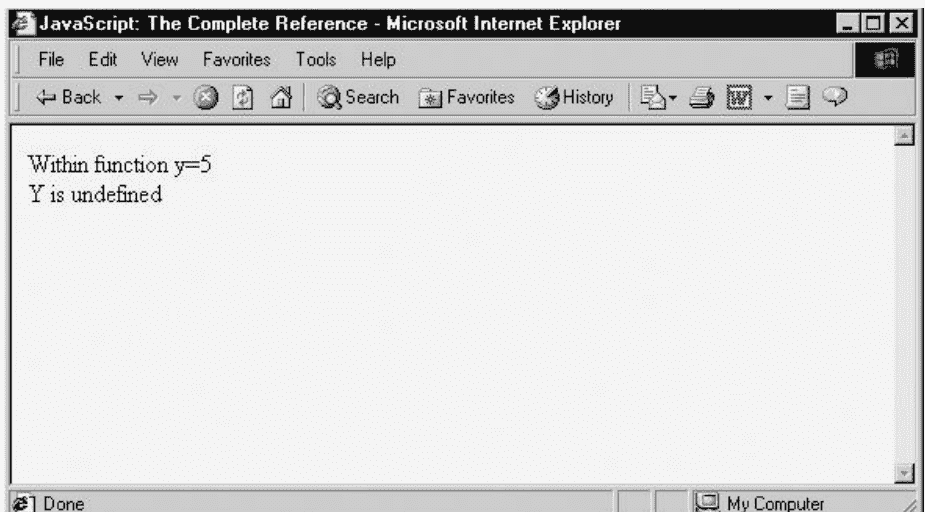 JavaScript: The Complete Reference - Microsoft Internet Explorer
File Edit View Favorites Tools Help
Back Search Favorites History
Within function y=5
Y is undefined
Done My Computer